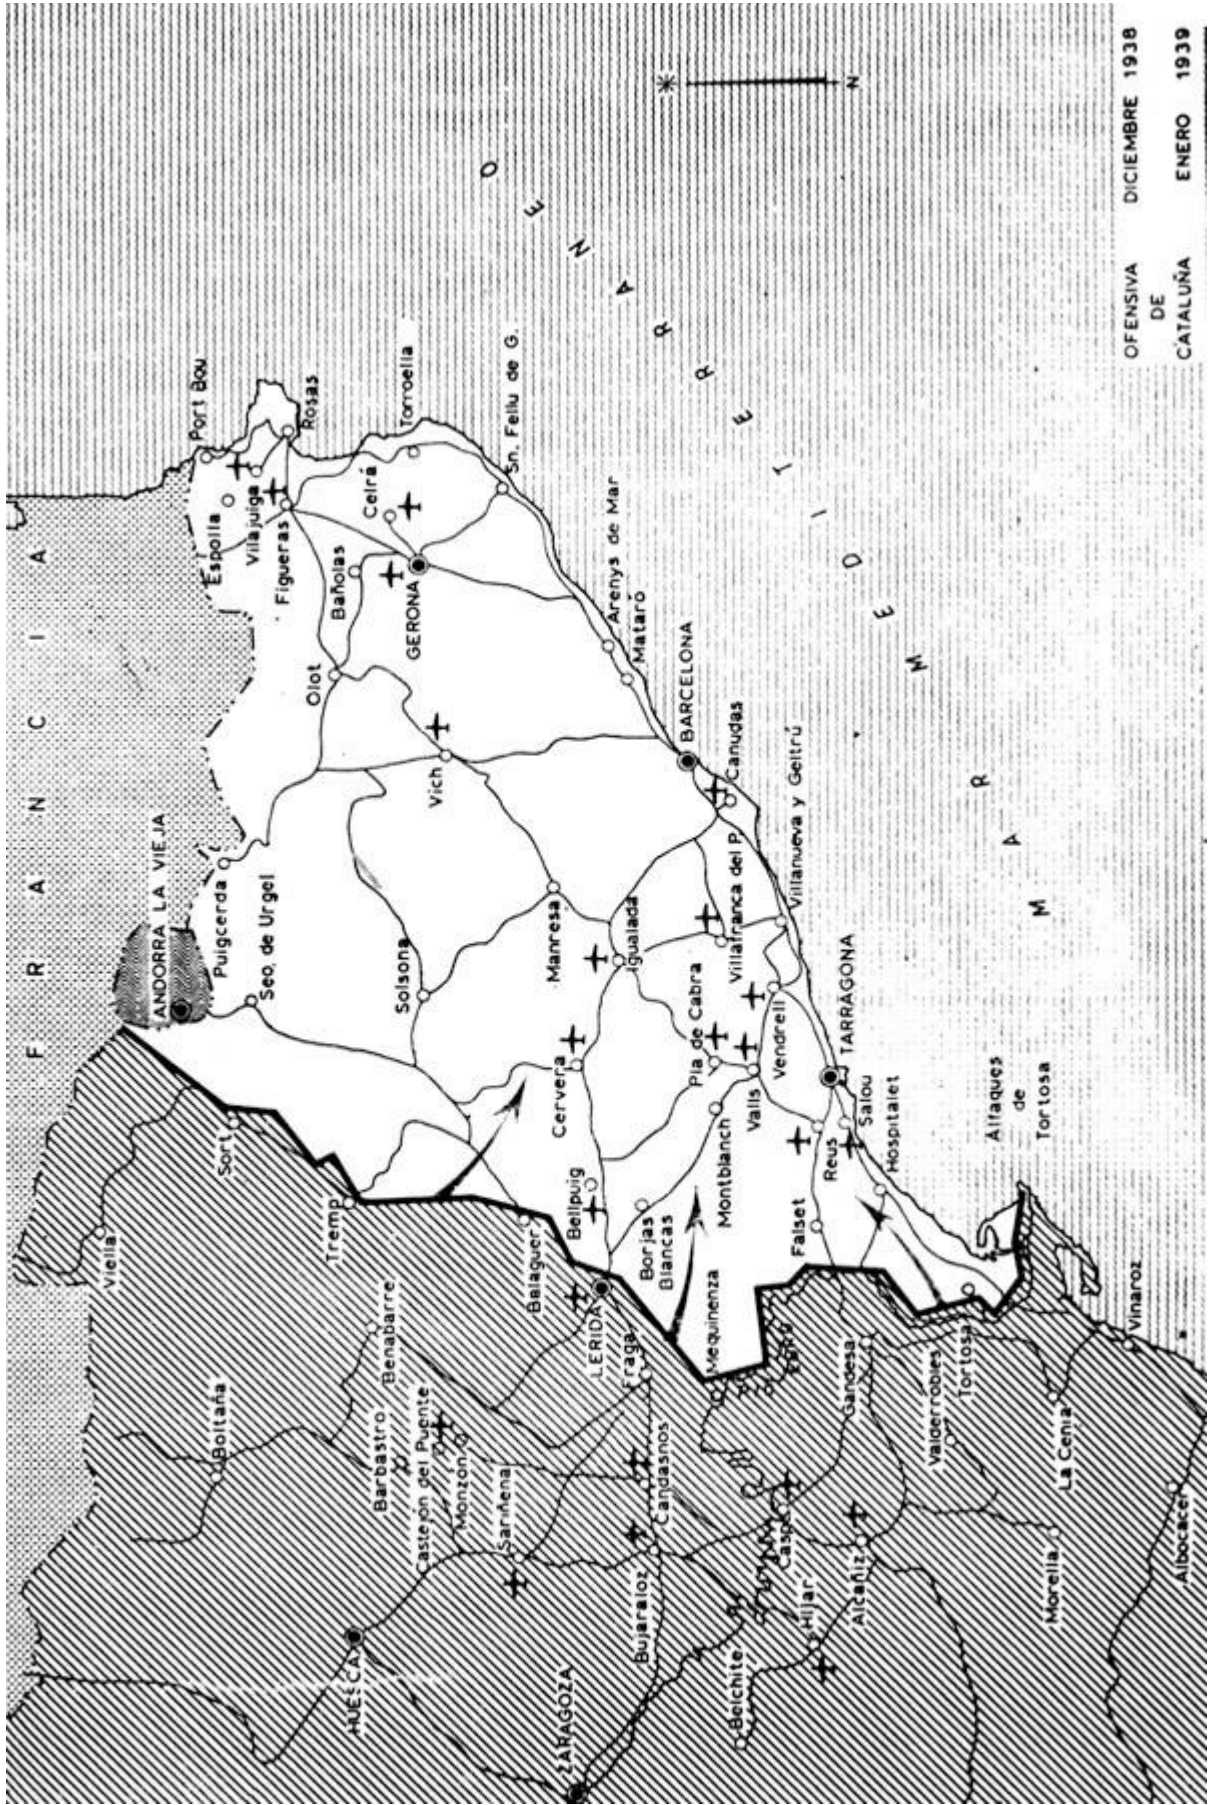 F R A N C I A
ANDORRA LA VIEJA
Viella
Sort
Puigcerda
Seo. de Urgel
Port Bou
Espolla
Vilajuiga
Rosas
Figueras
Boltaña
Tremp
Olot
Bañolas
Celrá
Torroella
GERONA
Sn. Feliu de G.
HUESCA
Benabarre
Barbastro
Castejón del Puente
Monzón
Solsona
Vich
Balaguer
Sariñena
Bellpuig
Cervera
Manresa
Igualada
Arenys de Mar
Mataró
BARCELONA
Canudas
ZARAGOZA
LERIDA
Fraga
Bujaraloz
Candasnos
Borjas
Blancas
Mequinenza
Montblanch
Pla de Cabra
Valls
Vendrell
Villafranca del P.
Villanueva y Geltrú
TARRAGONA
Belchite
Caspe
Hijar
Alcañiz
EBRO
Gandesa
Falset
Reus
Salou
Hospitalet
Valderrobles
Tortosa
Alfaques
de
Tortosa
Morella
La Cenia
Vinaroz
Albocacer
M A R M E D I T E R R A N E O
N
OFENSIVA
DE
CATALUÑA
DICIEMBRE 1938
ENERO 1939